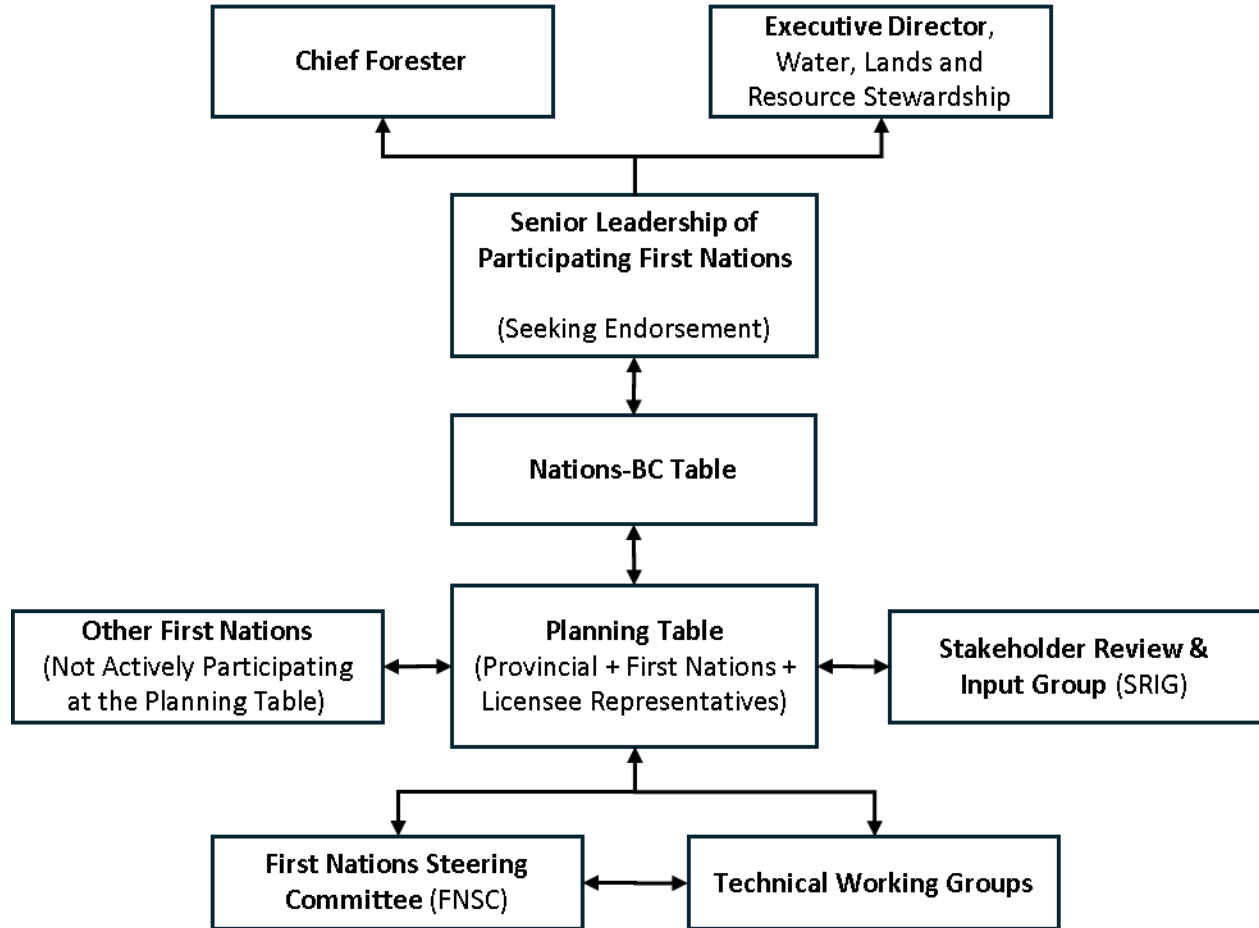 Chief Forester
Executive Director,
Water, Lands and
Resource Stewardship
Senior Leadership of
Participating First Nations
(Seeking Endorsement)
Nations-BC Table
Other First Nations
(Not Actively Participating
at the Planning Table)
Planning Table
(Provincial + First Nations +
Licensee Representatives)
Stakeholder Review &
Input Group (SRIG)
First Nations Steering
Committee (FNSC)
Technical Working Groups